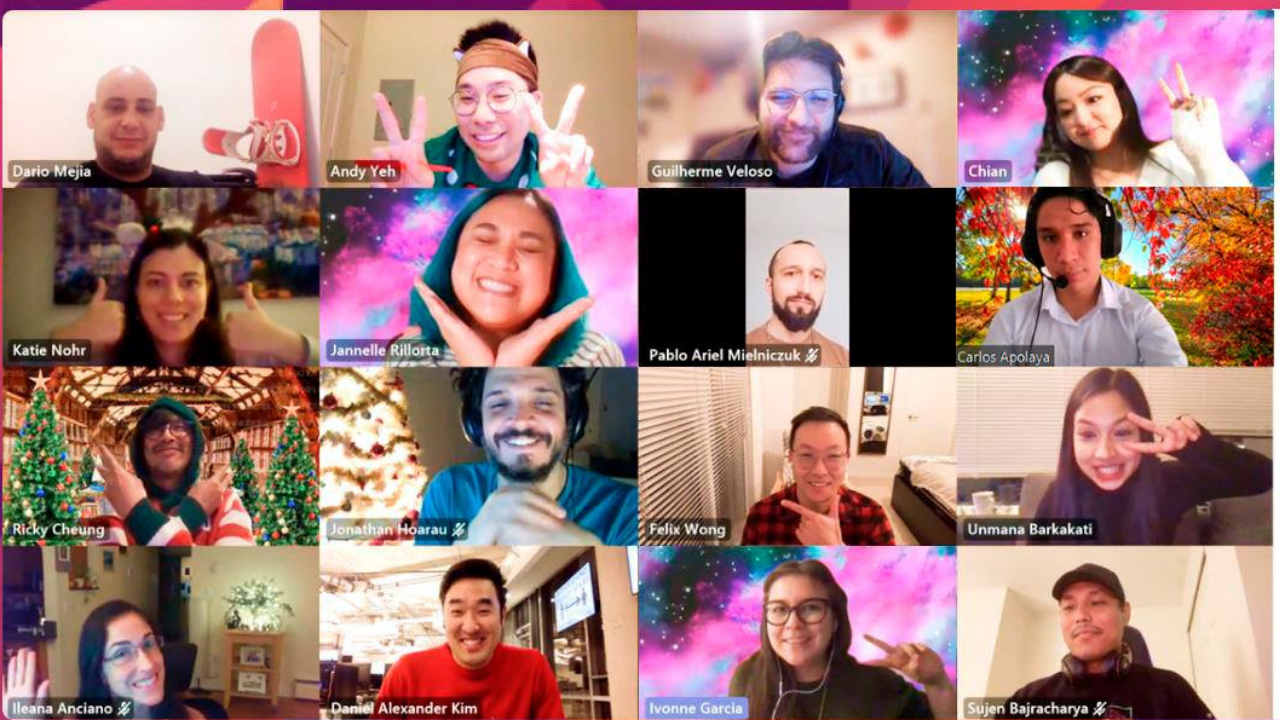 Dario Mejia
Andy Yeh
Guilherme Veloso
Chian
Katie Nohr
Jannelle Rillorta
Pablo Ariel Mielniczuk
Carlos Apolaya
Ricky Cheung
Jonathan Hoarau
Felix Wong
Unmana Barkakati
Ileana Anciano
Daniel Alexander Kim
Ivonne Garcia
Sujen Bajracharya